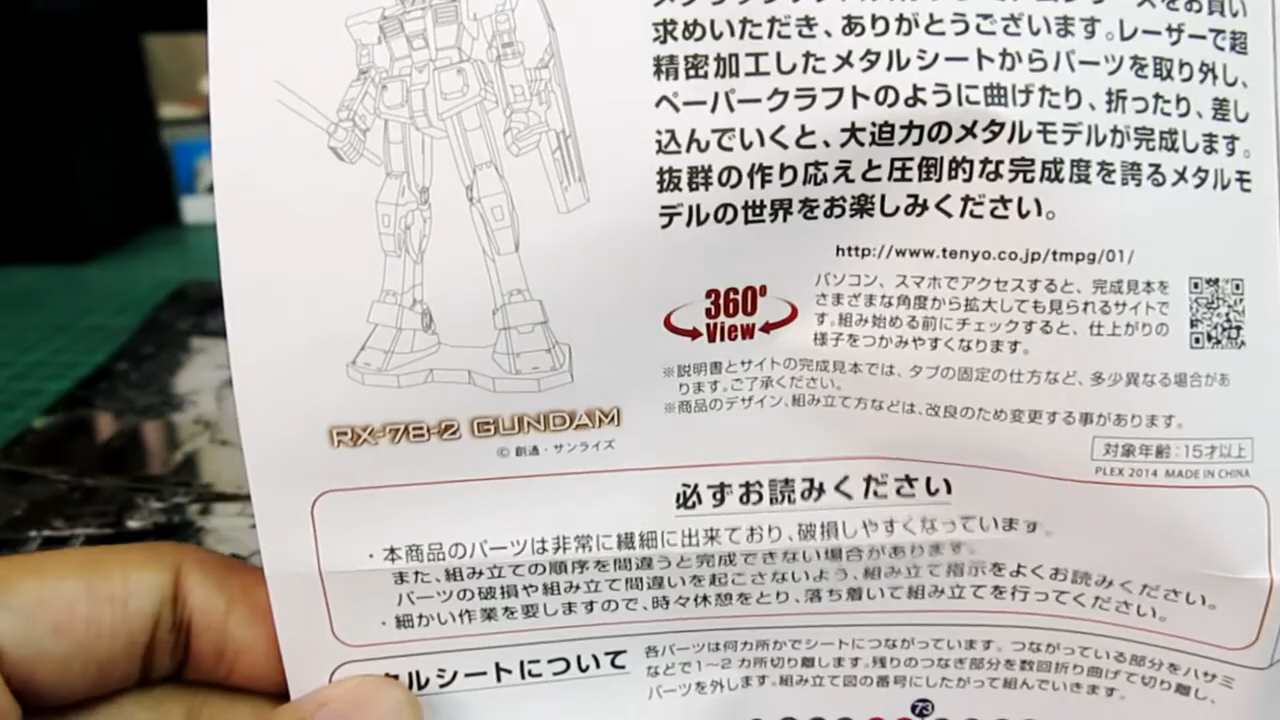 をお買い
求めいただき、ありがとうございます。レーザーで超
精密加工したメタルシートからパーツを取り外し、
ペーパークラフトのように曲げたり、折ったり、差し
込んでいくと、大迫力のメタルモデルが完成します。
抜群の作り応えと圧倒的な完成度を誇るメタルモ
デルの世界をお楽しみください。
http://www.tenyo.co.jp/tmpg/01/
360°
View
パソコン、スマホでアクセスすると、完成見本を
さまざまな角度から拡大しても見られるサイトで
す。組み始める前にチェックすると、仕上がりの
様子をつかみやすくなります。
※説明書とサイトの完成見本では、タブの固定の仕方など、多少異なる場合があ
ります。ご了承ください。
※商品のデザイン、組み立て方などは、改良のため変更する事があります。
RX-78-2 GUNDAM
© 創通・サンライズ
対象年齢：15才以上
PLEX 2014 MADE IN CHINA
必ずお読みください
・本商品のパーツは非常に繊細に出来ており、破損しやすくなっています。
また、組み立ての順序を間違うと完成できない場合があります。
パーツの破損や組み立て間違いを起こさないよう、組み立て指示をよくお読みください。
・細かい作業を要しますので、時々休憩をとり、落ち着いて組み立てを行ってください。
タルシートについて
各パーツは何カ所かでシートにつながっています。つながっている部分をハサミ
などで1～2カ所切り離します。残りのつなぎ部分を数回折り曲げて切り離し、
パーツを外します。組み立て図の番号にしたがって組んでいきます。
73